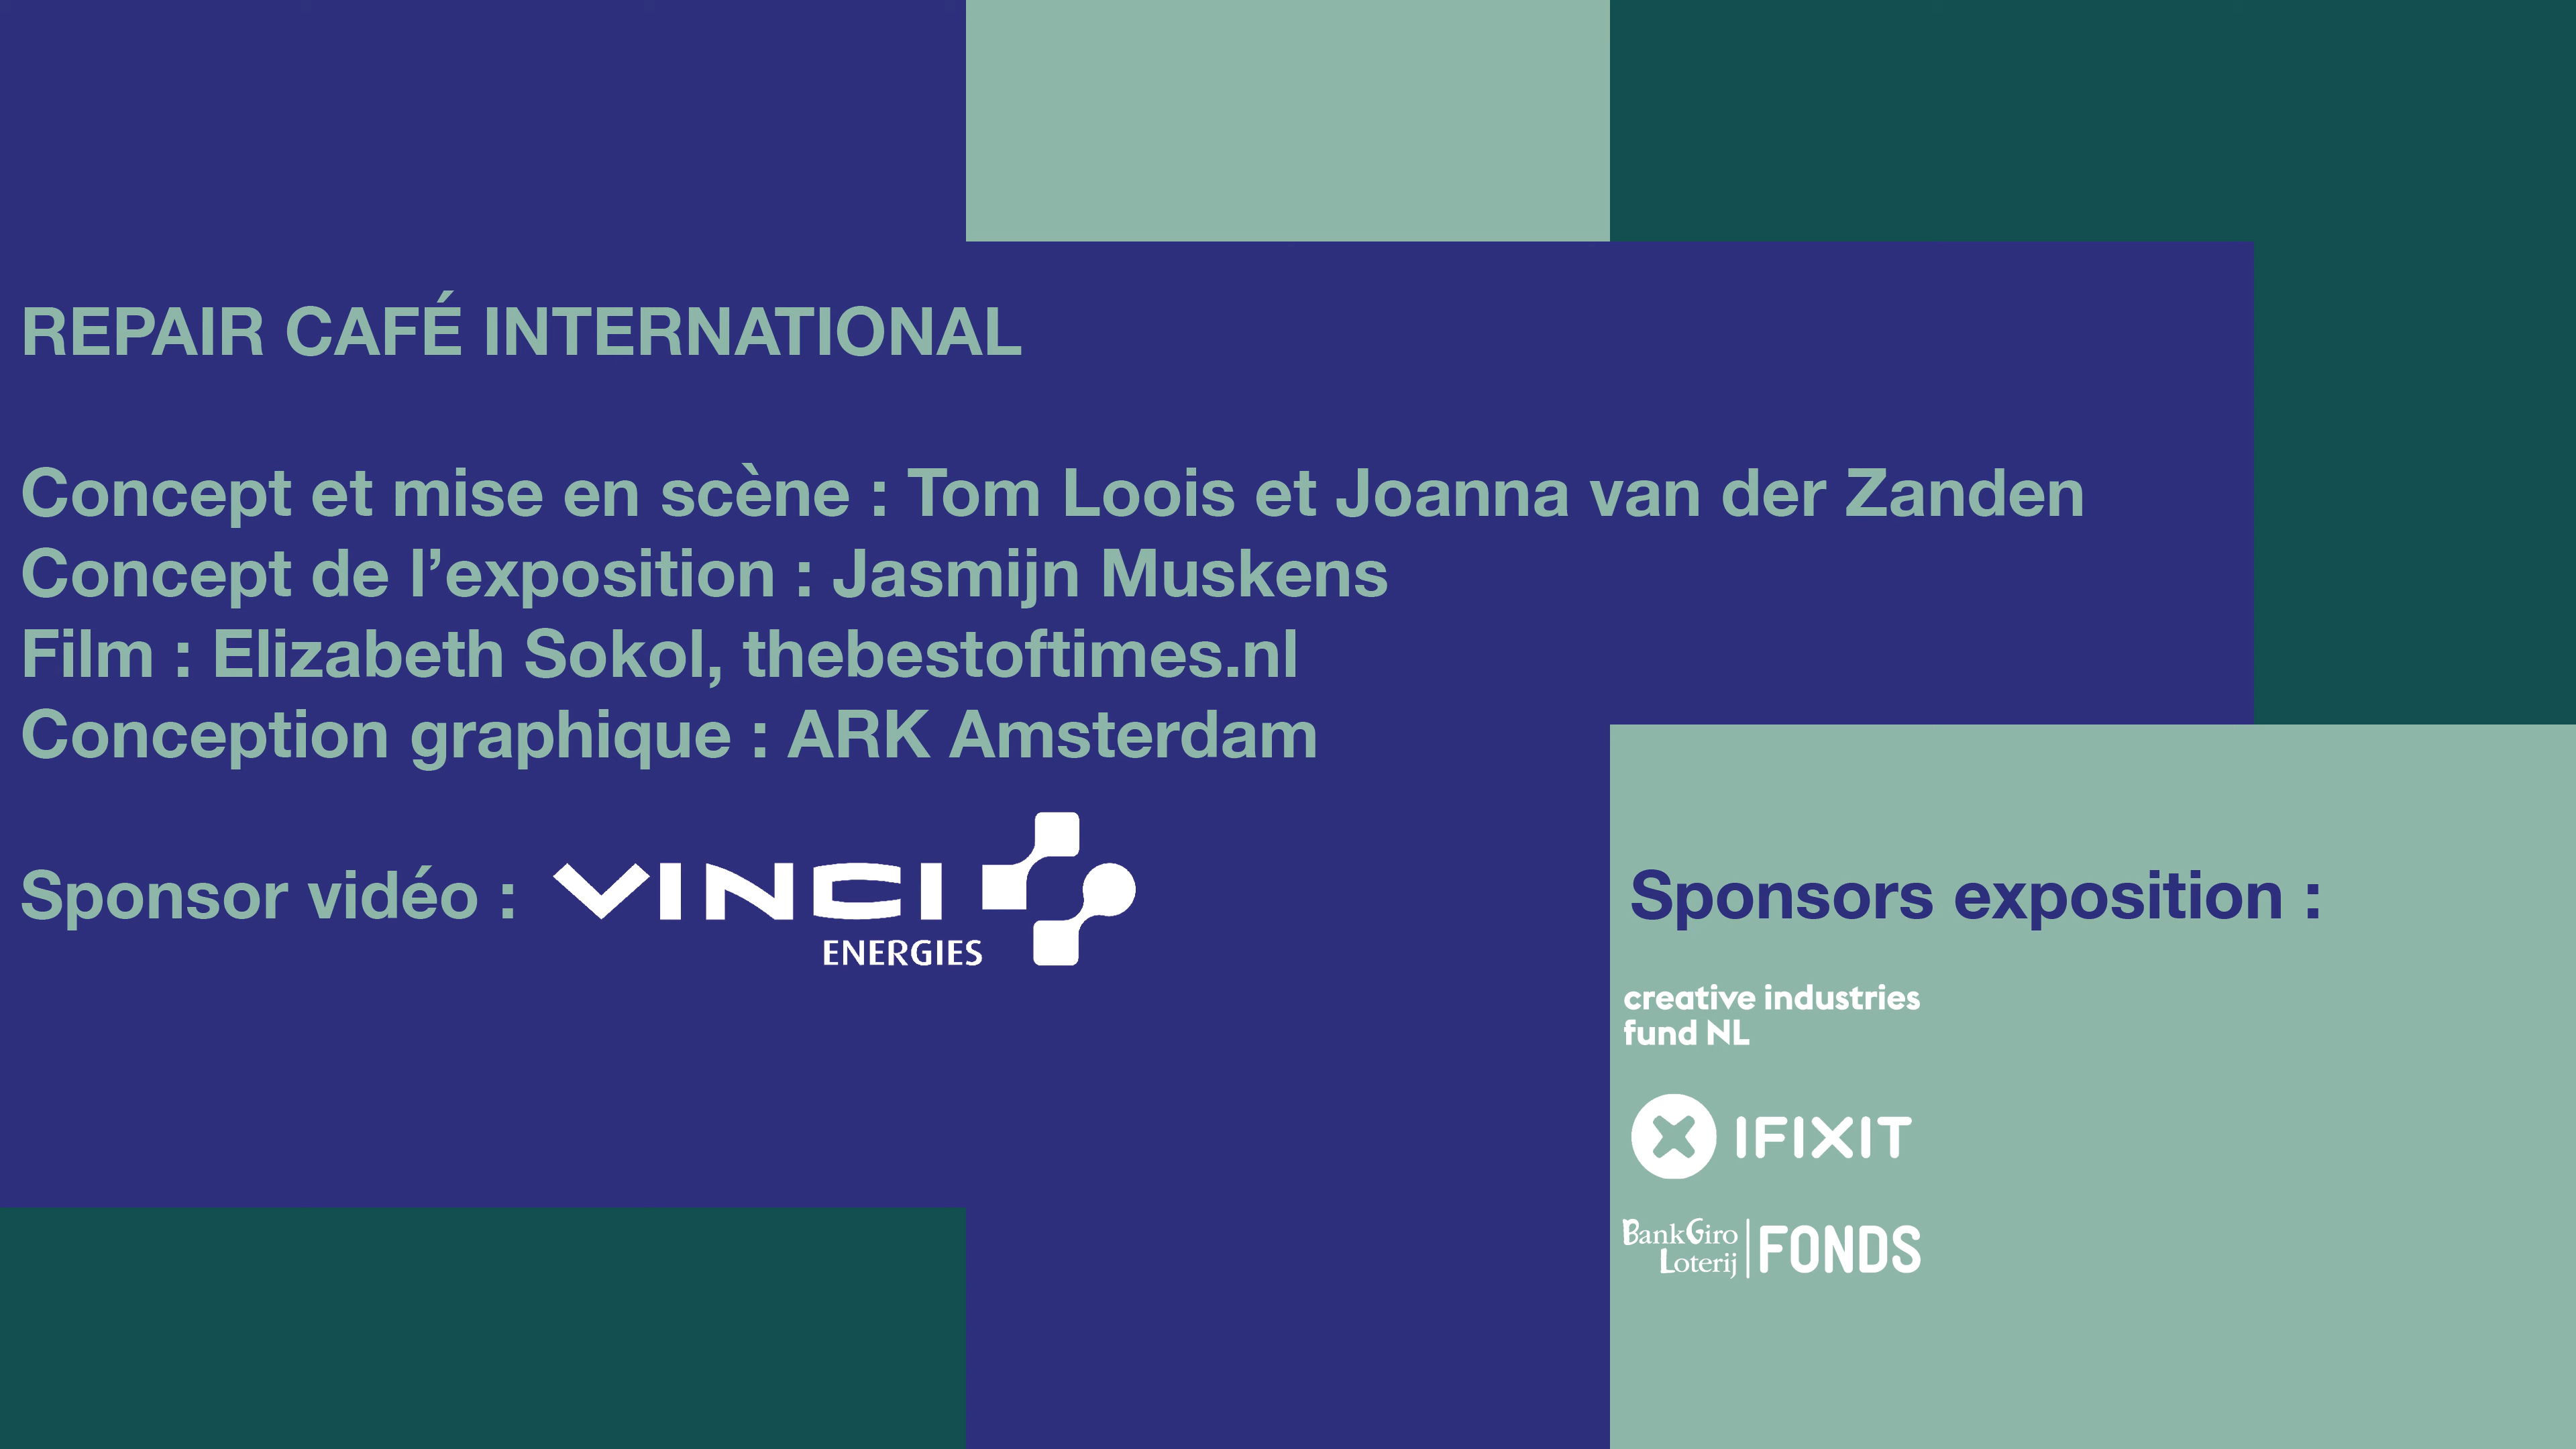 REPAIR CAFÉ INTERNATIONAL
Concept et mise en scène : Tom Loois et Joanna van der Zanden
Concept de l’exposition : Jasmijn Muskens
Film : Elizabeth Sokol, thebestoftimes.nl
Conception graphique : ARK Amsterdam
Sponsor vidéo :
VINCI
ENERGIES
Sponsors exposition :
creative industries
fund NL
IFIXIT
BankGiro
Loterij
FONDS